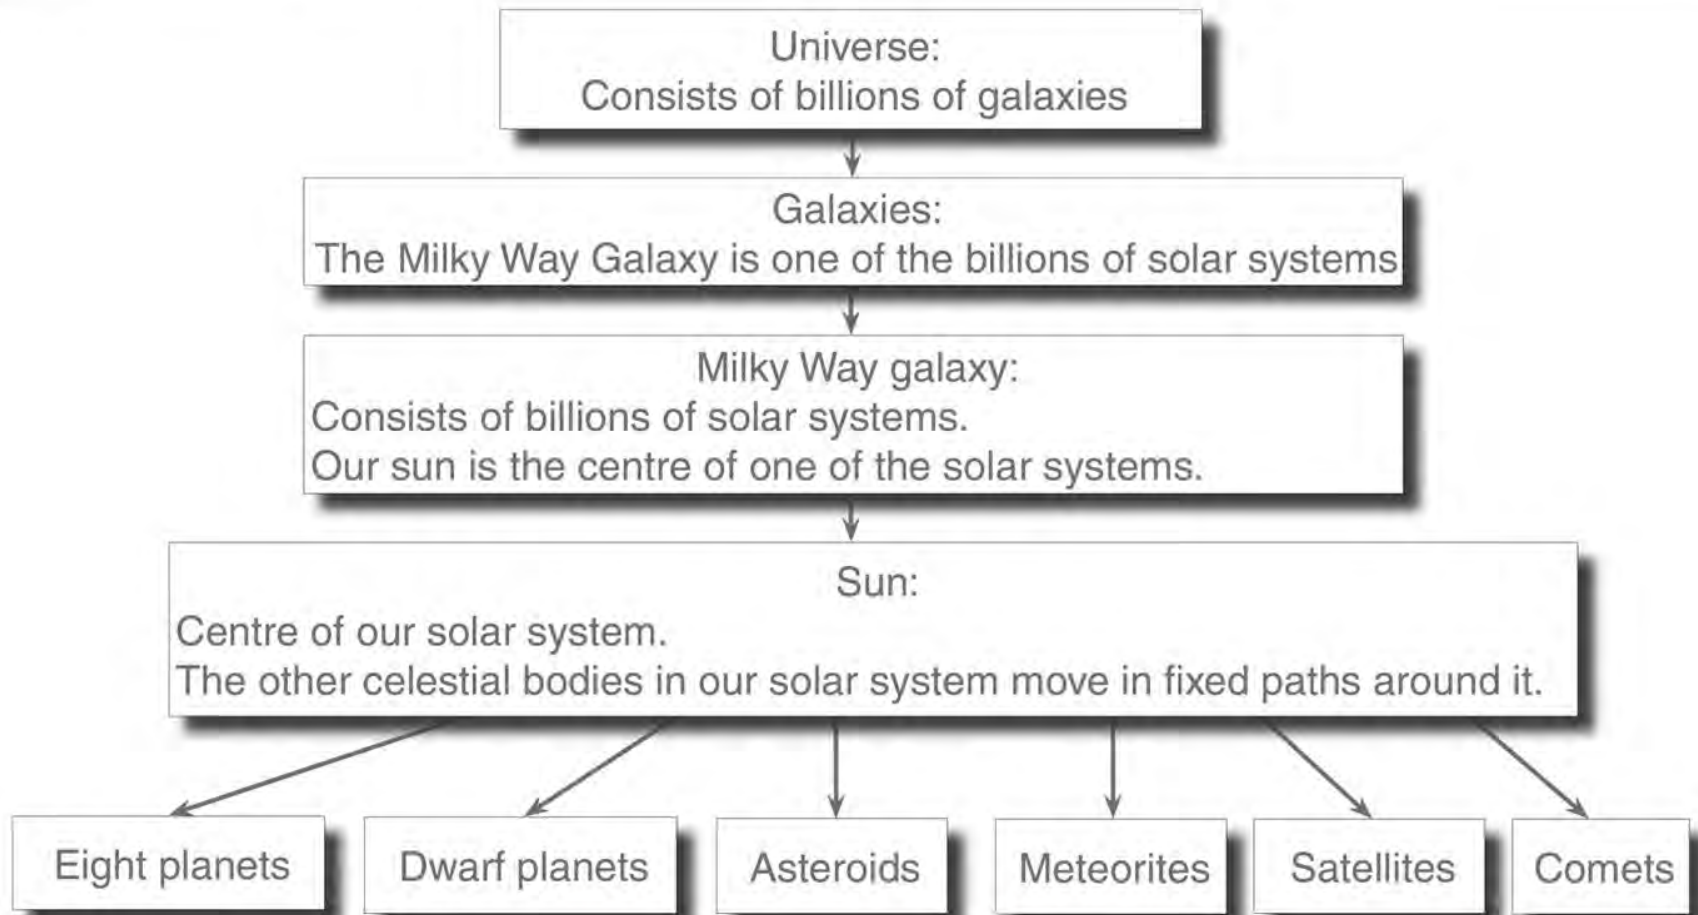 Universe:
Consists of billions of galaxies
Galaxies:
The Milky Way Galaxy is one of the billions of solar systems
Milky Way galaxy:
Consists of billions of solar systems.
Our sun is the centre of one of the solar systems.
Sun:
Centre of our solar system.
The other celestial bodies in our solar system move in fixed paths around it.
Eight planets
Dwarf planets
Asteroids
Meteorites
Satellites
Comets